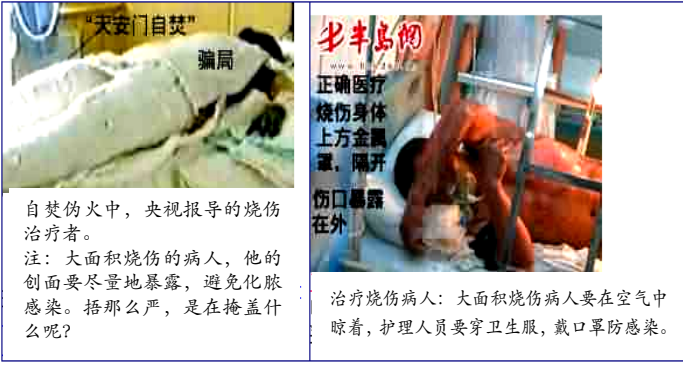 “天安门自焚”
骗局
自焚伪火中，央视报导的烧伤
治疗者。
注：大面积烧伤的病人，他的
创面要尽量地暴露，避免化脓
感染。捂那么严，是在掩盖什
么呢？
半岛網
正确医疗
烧伤身体
上方金属
罩，隔开
伤口暴露
在外
治疗烧伤病人：大面积烧伤病人要在空气中
晾着，护理人员要穿卫生服，戴口罩防感染。